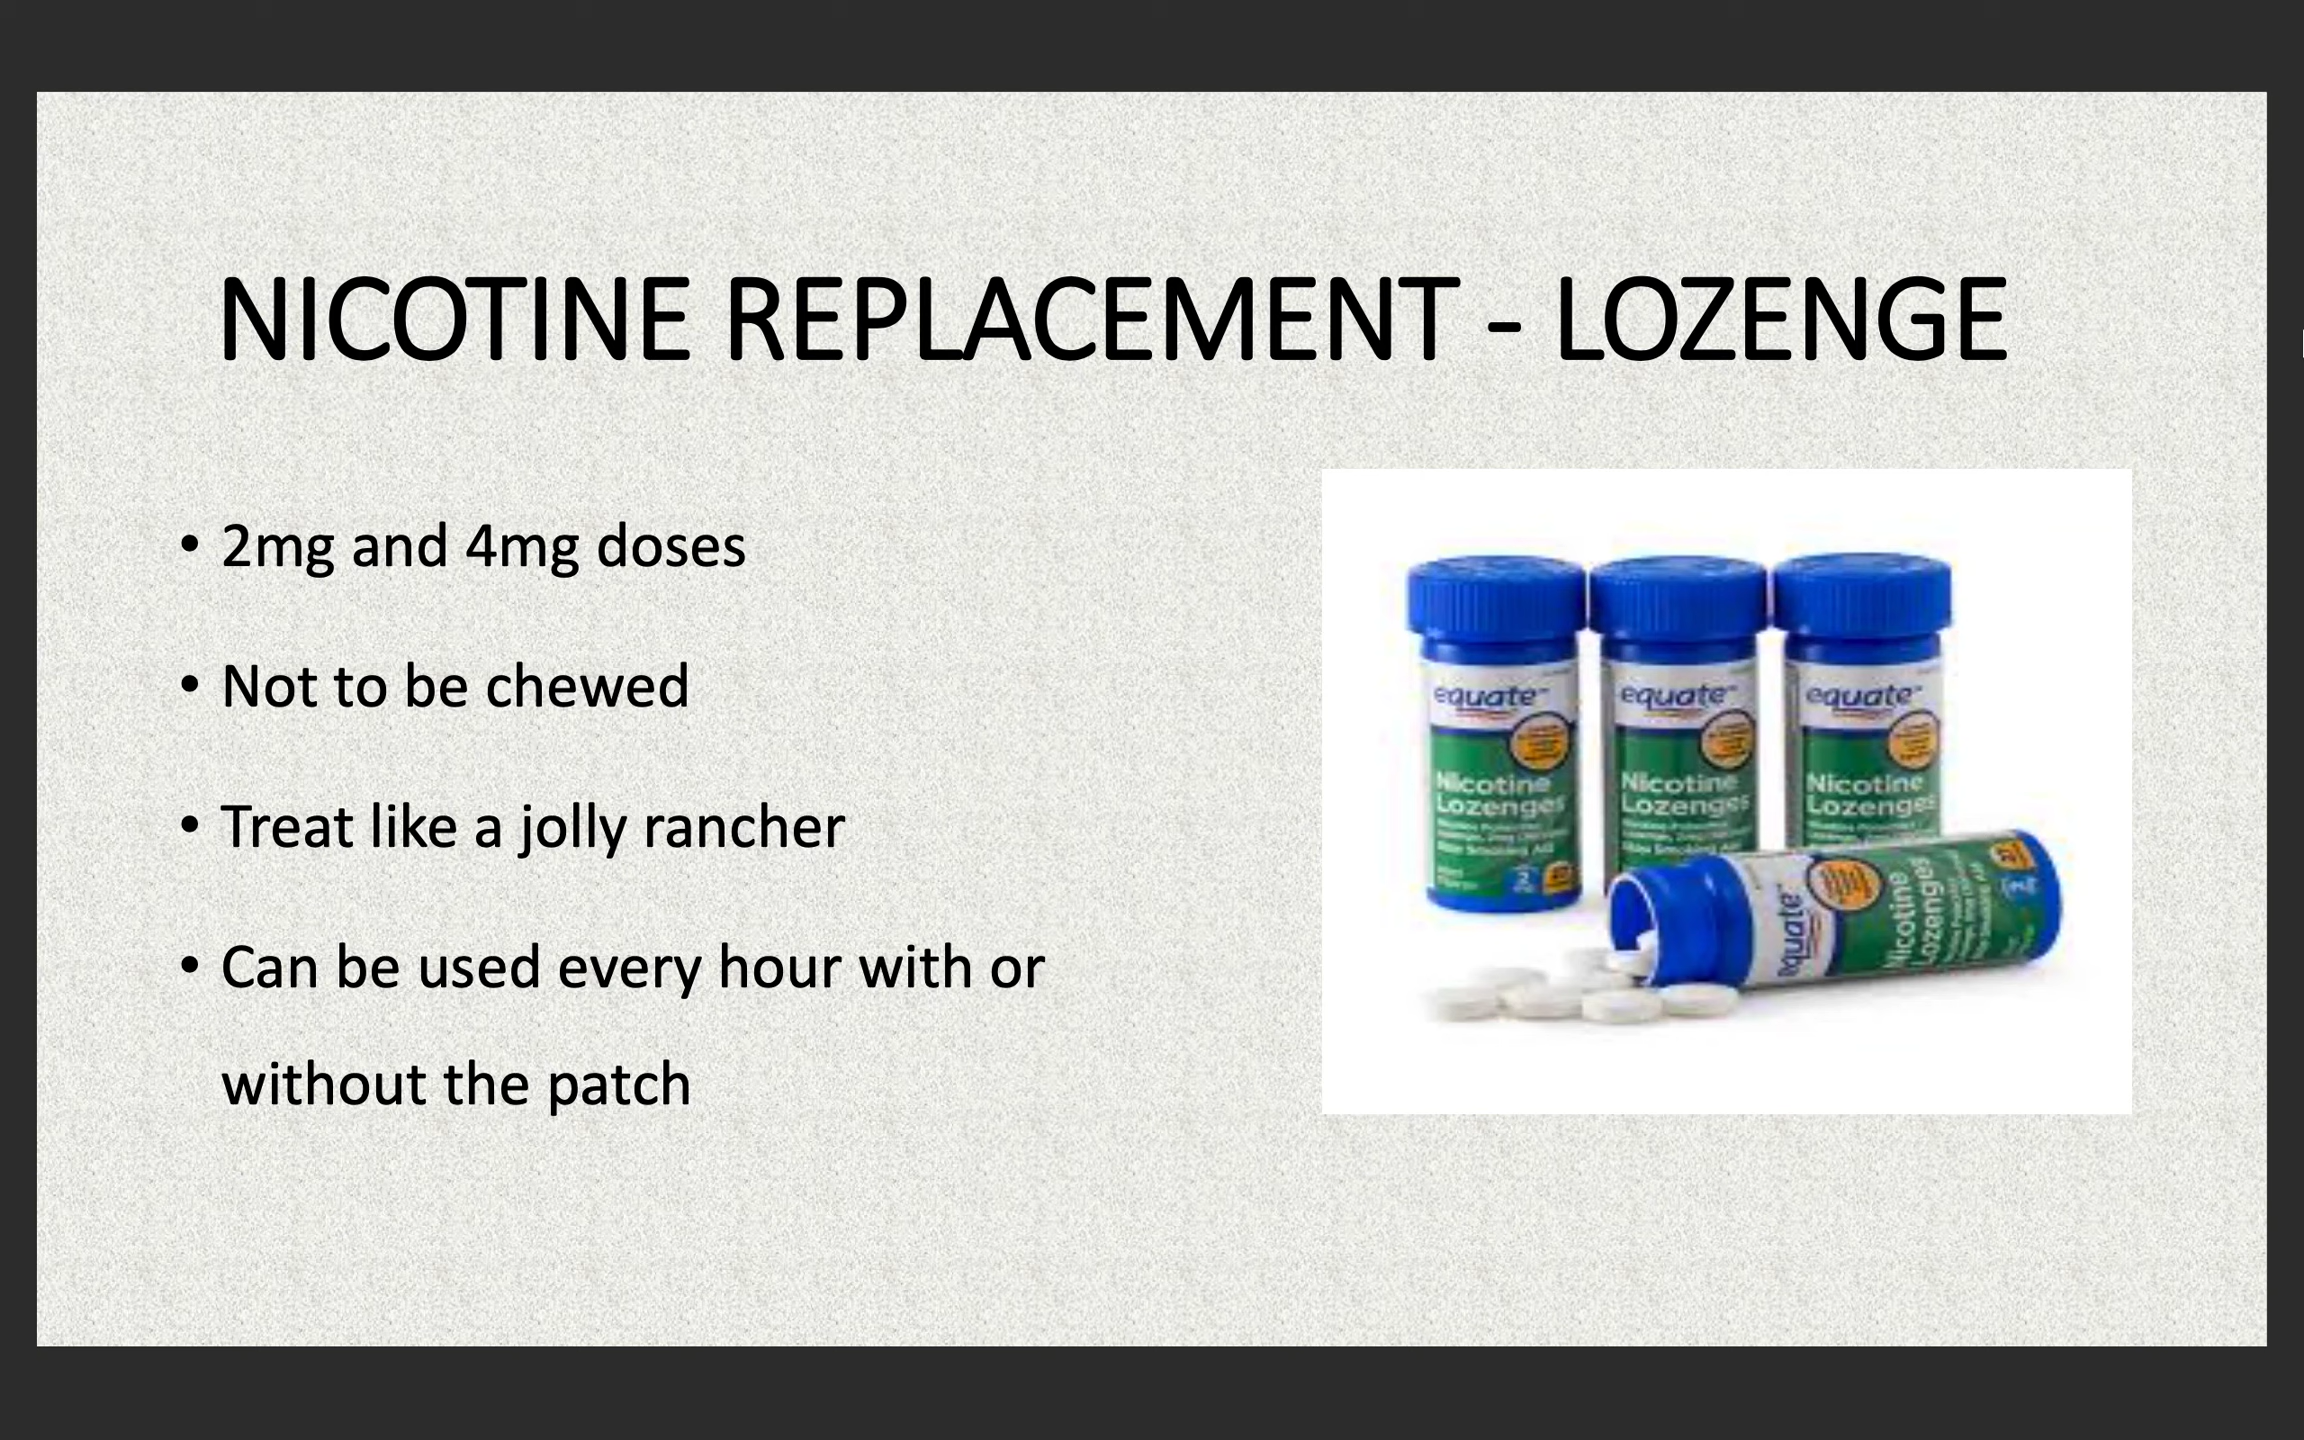 NICOTINE REPLACEMENT - LOZENGE
• 2mg and 4mg doses
• Not to be chewed
• Treat like a jolly rancher
• Can be used every hour with or
without the patch
equate
Nicotine
Lozenges
equate
Nicotine
Lozenges
equate
Nicotine
Lozenges
equate
Nicotine
Lozenges